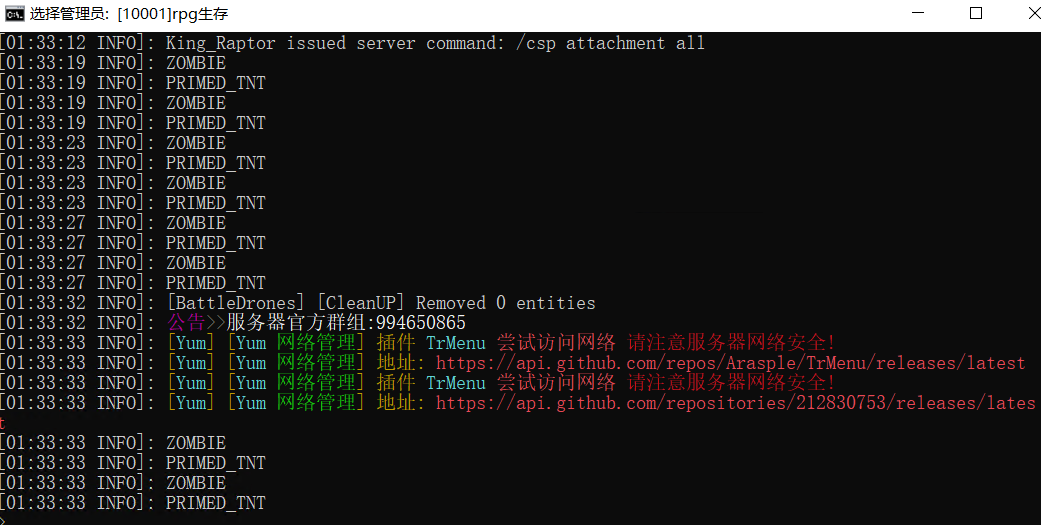 选择管理员: [10001]rpg生存
[01:33:12 INFO]: King_Raptor issued server command: /csp attachment all
[01:33:19 INFO]: ZOMBIE
[01:33:19 INFO]: PRIMED_TNT
[01:33:19 INFO]: ZOMBIE
[01:33:19 INFO]: PRIMED_TNT
[01:33:23 INFO]: ZOMBIE
[01:33:23 INFO]: PRIMED_TNT
[01:33:23 INFO]: ZOMBIE
[01:33:23 INFO]: PRIMED_TNT
[01:33:27 INFO]: ZOMBIE
[01:33:27 INFO]: PRIMED_TNT
[01:33:27 INFO]: ZOMBIE
[01:33:27 INFO]: PRIMED_TNT
[01:33:32 INFO]: [BattleDrones] [CleanUP] Removed 0 entities
[01:33:32 INFO]: 公告>>服务器官方群组:994650865
[01:33:33 INFO]: [Yum] [Yum 网络管理] 插件 TrMenu 尝试访问网络 请注意服务器网络安全!
[01:33:33 INFO]: [Yum] [Yum 网络管理] 地址: https://api.github.com/repos/Arasple/TrMenu/releases/latest
[01:33:33 INFO]: [Yum] [Yum 网络管理] 插件 TrMenu 尝试访问网络 请注意服务器网络安全!
[01:33:33 INFO]: [Yum] [Yum 网络管理] 地址: https://api.github.com/repositories/212830753/releases/lates
t
[01:33:33 INFO]: ZOMBIE
[01:33:33 INFO]: PRIMED_TNT
[01:33:33 INFO]: ZOMBIE
[01:33:33 INFO]: PRIMED_TNT
>